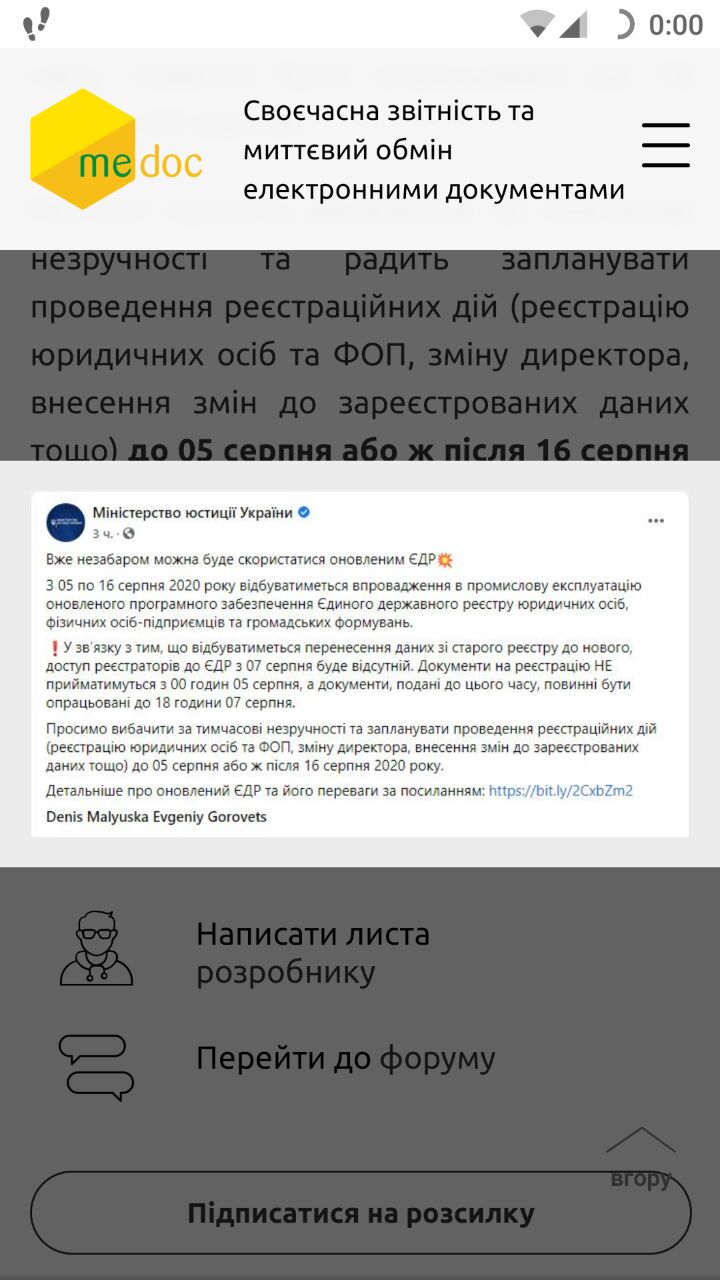 0:00
medoc
Своєчасна звітність та
миттєвий обмін
електронними документами
незручності та радить запланувати
проведення реєстраційних дій (реєстрацію
юридичних осіб та ФОП, зміну директора,
внесення змін до зареєстрованих даних
тощо) до 05 серпня або ж після 16 серпня
Міністерство юстиції України
3 ч. ·
Вже незабаром можна буде скористатися оновленим ЄДР💥
З 05 по 16 серпня 2020 року відбуватиметься впровадження в промислову експлуатацію
оновленого програмного забезпечення Єдиного державного реєстру юридичних осіб,
фізичних осіб-підприємців та громадських формувань.
❗У зв'язку з тим, що відбуватиметься перенесення даних зі старого реєстру до нового,
доступ реєстраторів до ЄДР з 07 серпня буде відсутній. Документи на реєстрацію НЕ
прийматимуться з 00 годин 05 серпня, а документи, подані до цього часу, повинні бути
опрацьовані до 18 години 07 серпня.
Просимо вибачити за тимчасові незручності та запланувати проведення реєстраційних дій
(реєстрацію юридичних осіб та ФОП, зміну директора, внесення змін до зареєстрованих
даних тощо) до 05 серпня або ж після 16 серпня 2020 року.
Детальніше про оновлений ЄДР та його переваги за посиланням: https://bit.ly/2CxbZm2
Denis Malyuska Evgeniy Gorovets
Написати листа
розробнику
Перейти до форуму
вгору
Підписатися на розсилку